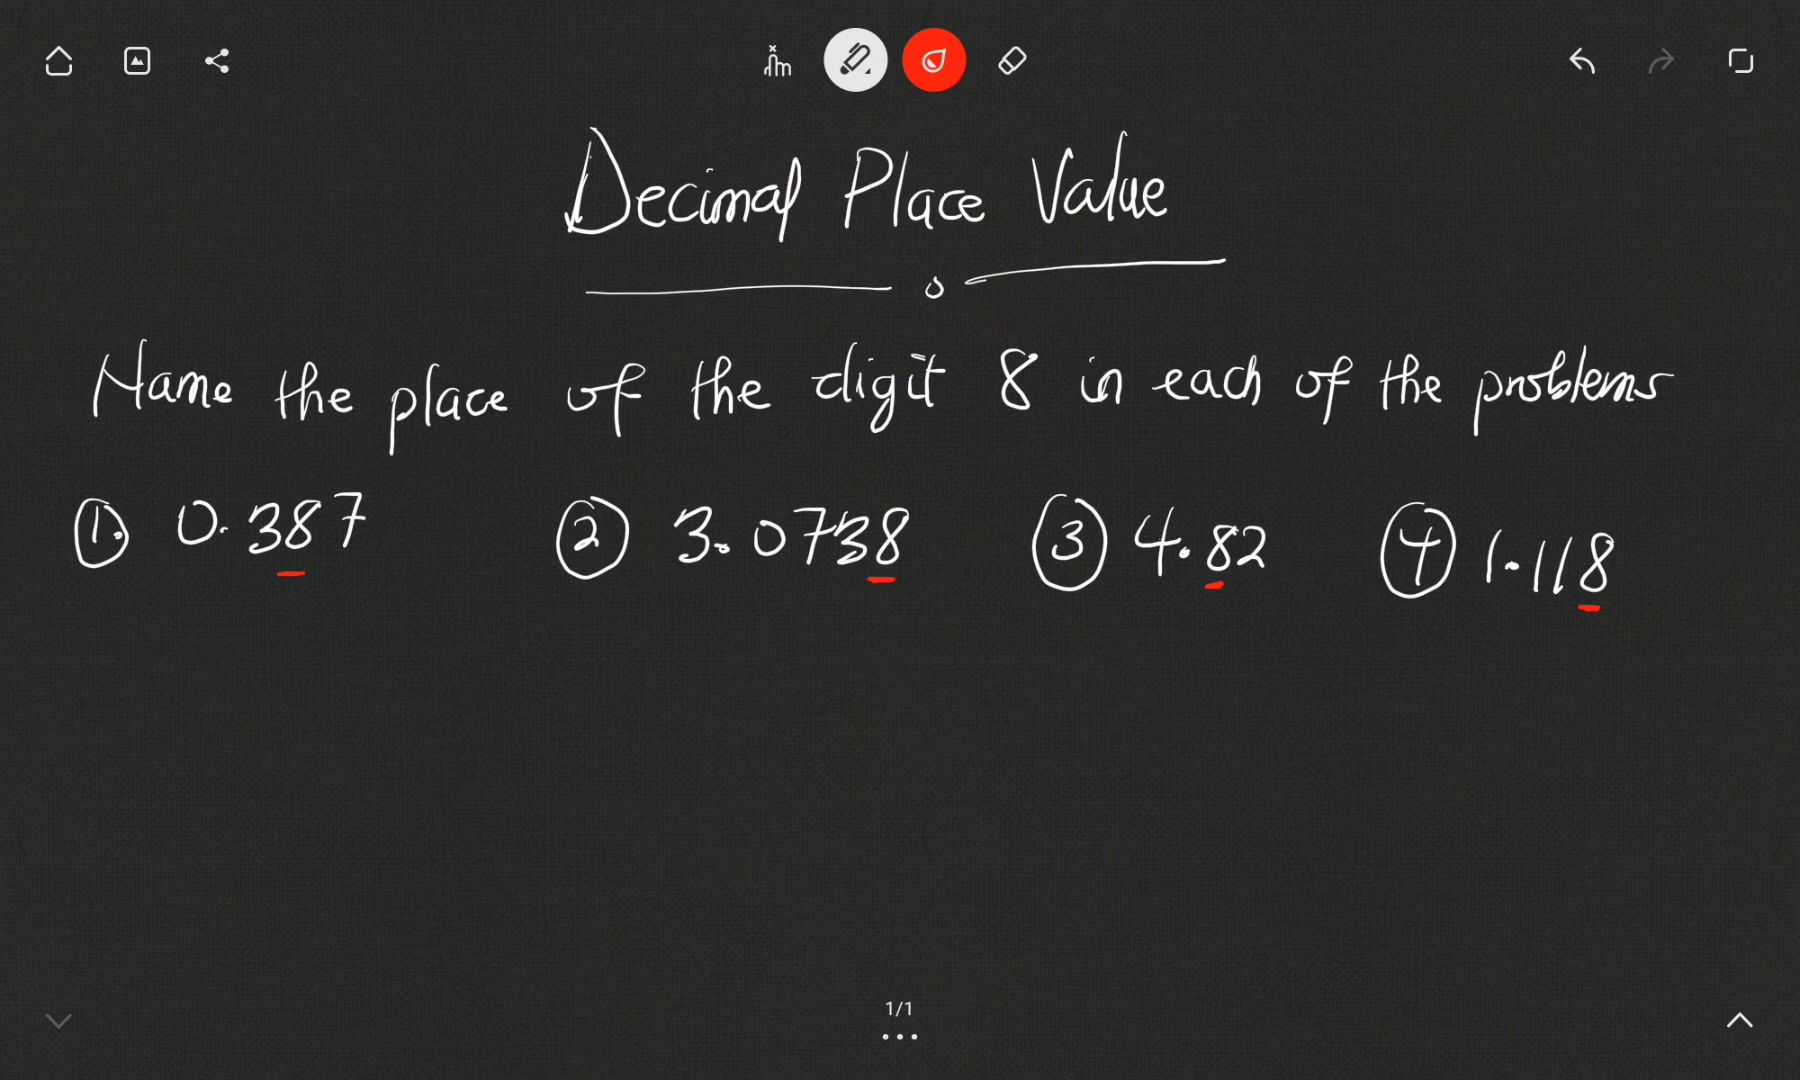 Decimal Place Value
Name the place of the digit 8 in each of the problems
①. 0.387 ② 3.0738 ③ 4.82 ④ 1.118
1/1